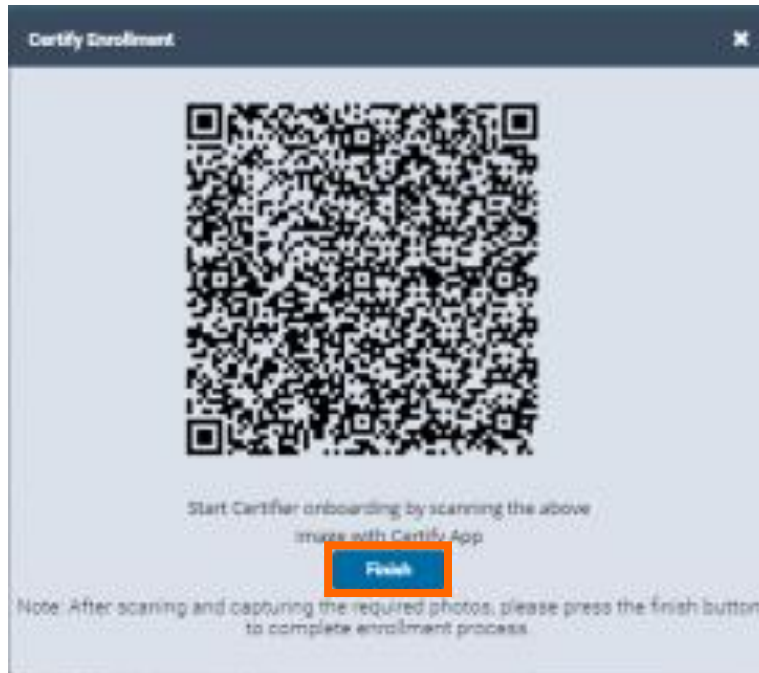 Certify Enrollment
Start Certifier onboarding by scanning the above
image with Certify App
Finish
Note: After scaning and capturing the required photos, please press the finish button
to complete enrollment process